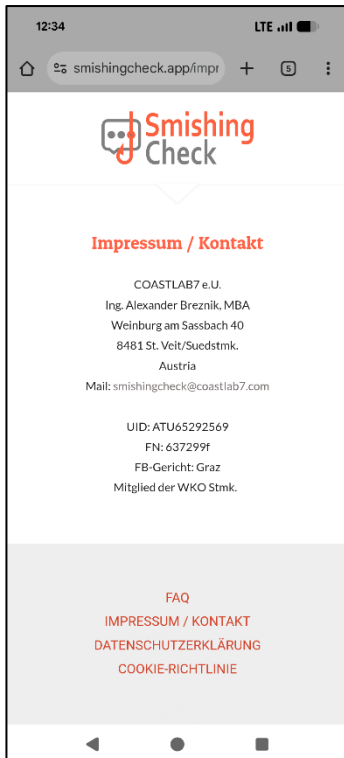 12:34 LTE
smishingcheck.app/impr 5
Smishing
Check
Impressum / Kontakt
COASTLAB7 e.U.
Ing. Alexander Breznik, MBA
Weinburg am Sassbach 40
8481 St. Veit/Suedstmk.
Austria
Mail: smishingcheck@coastlab7.com
UID: ATU65292569
FN: 637299f
FB-Gericht: Graz
Mitglied der WKO Stmk.
FAQ
IMPRESSUM / KONTAKT
DATENSCHUTZERKLÄRUNG
COOKIE-RICHTLINIE